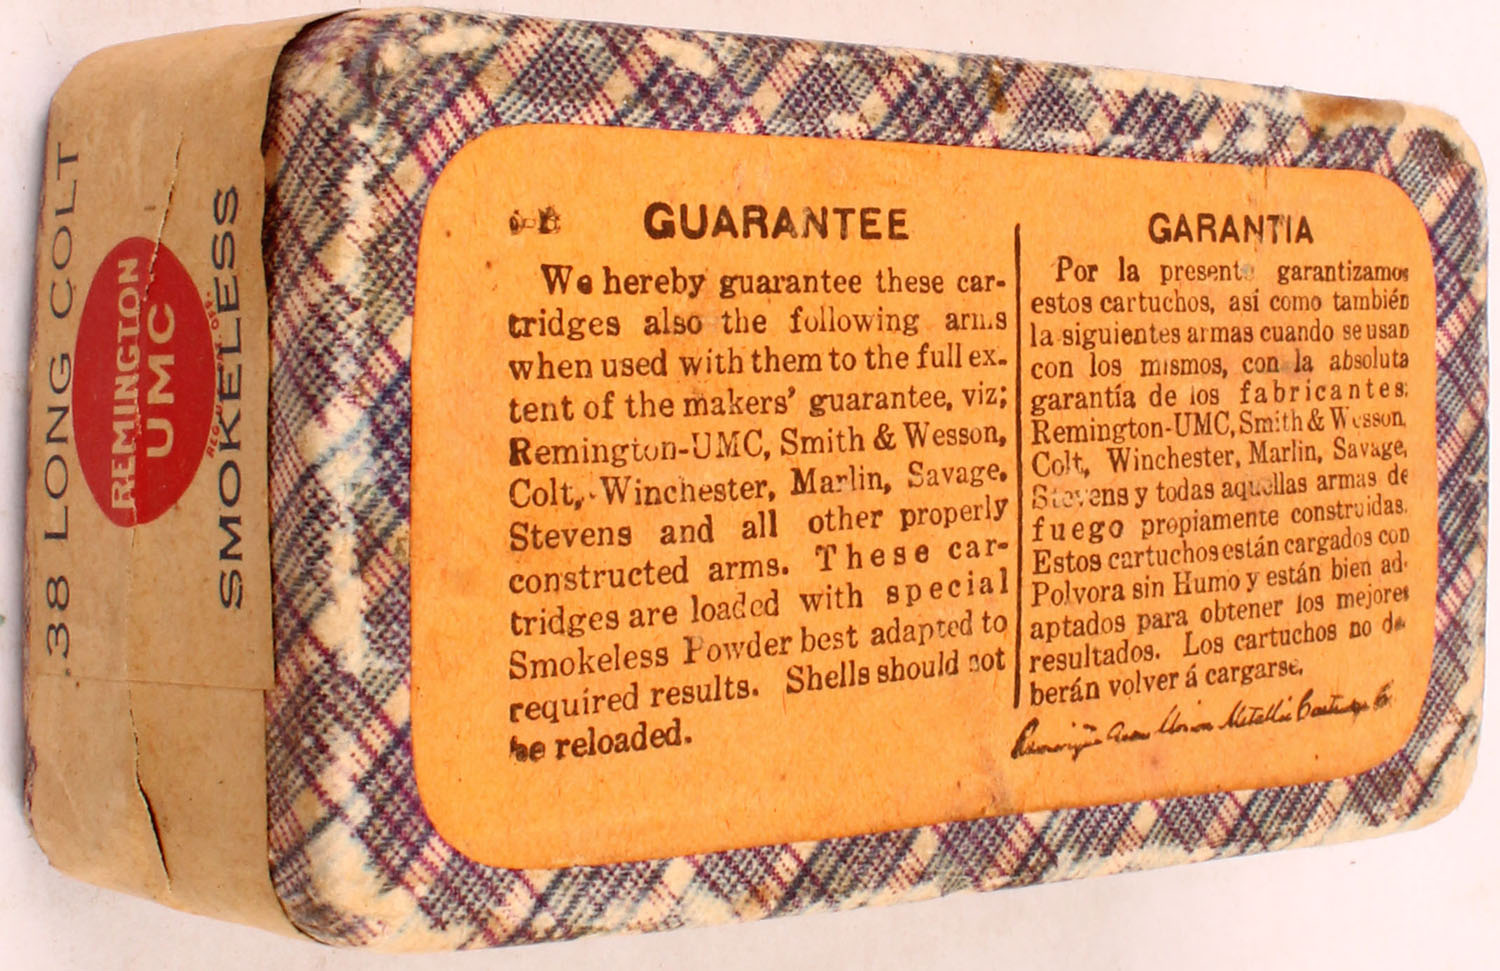 .38 LONG COLT
REMINGTON
UMC
SMOKELESS
GUARANTEE
We hereby guarantee these car-
tridges also the following arms
when used with them to the full ex-
tent of the makers' guarantee, viz;
Remington-UMC, Smith & Wesson,
Colt, Winchester, Marlin, Savage,
Stevens and all other properly
constructed arms. These car-
tridges are loaded with special
Smokeless Powder best adapted to
required results. Shells should not
be reloaded.
GARANTIA
Por la presente garantizamos
estos cartuchos, así como también
la siguientes armas cuando se usan
con los mismos, con la absoluta
garantía de los fabricantes:
Remington-UMC, Smith & Wesson,
Colt, Winchester, Marlin, Savage,
Stevens y todas aquellas armas de
fuego propiamente construidas.
Estos cartuchos están cargados con
Polvora sin Humo y están bien ad-
aptados para obtener los mejores
resultados. Los cartuchos no de-
berán volver á cargarse.
Remington Arms Union Metallic Cartridge Co